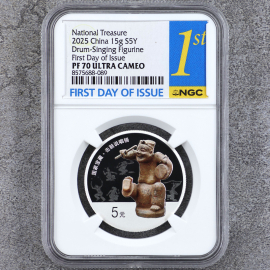 National Treasure
2025 China 15g S5Y
Drum-Singing Figurine
First Day of Issue
PF 70 ULTRA CAMEO
8575688-089
1st
FIRST DAY OF ISSUE
NGC
5元